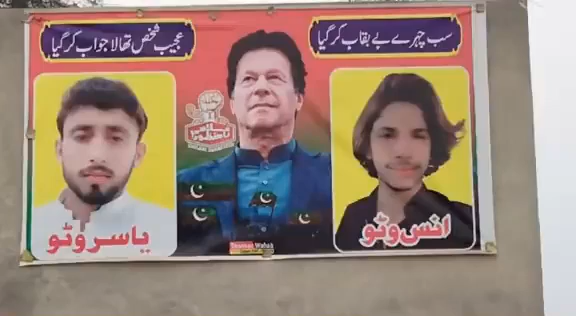 سب چہرے بے نقاب کر گیا
عجیب شخص تھا لاجواب کر گیا
انس وٹو
یاسر وٹو